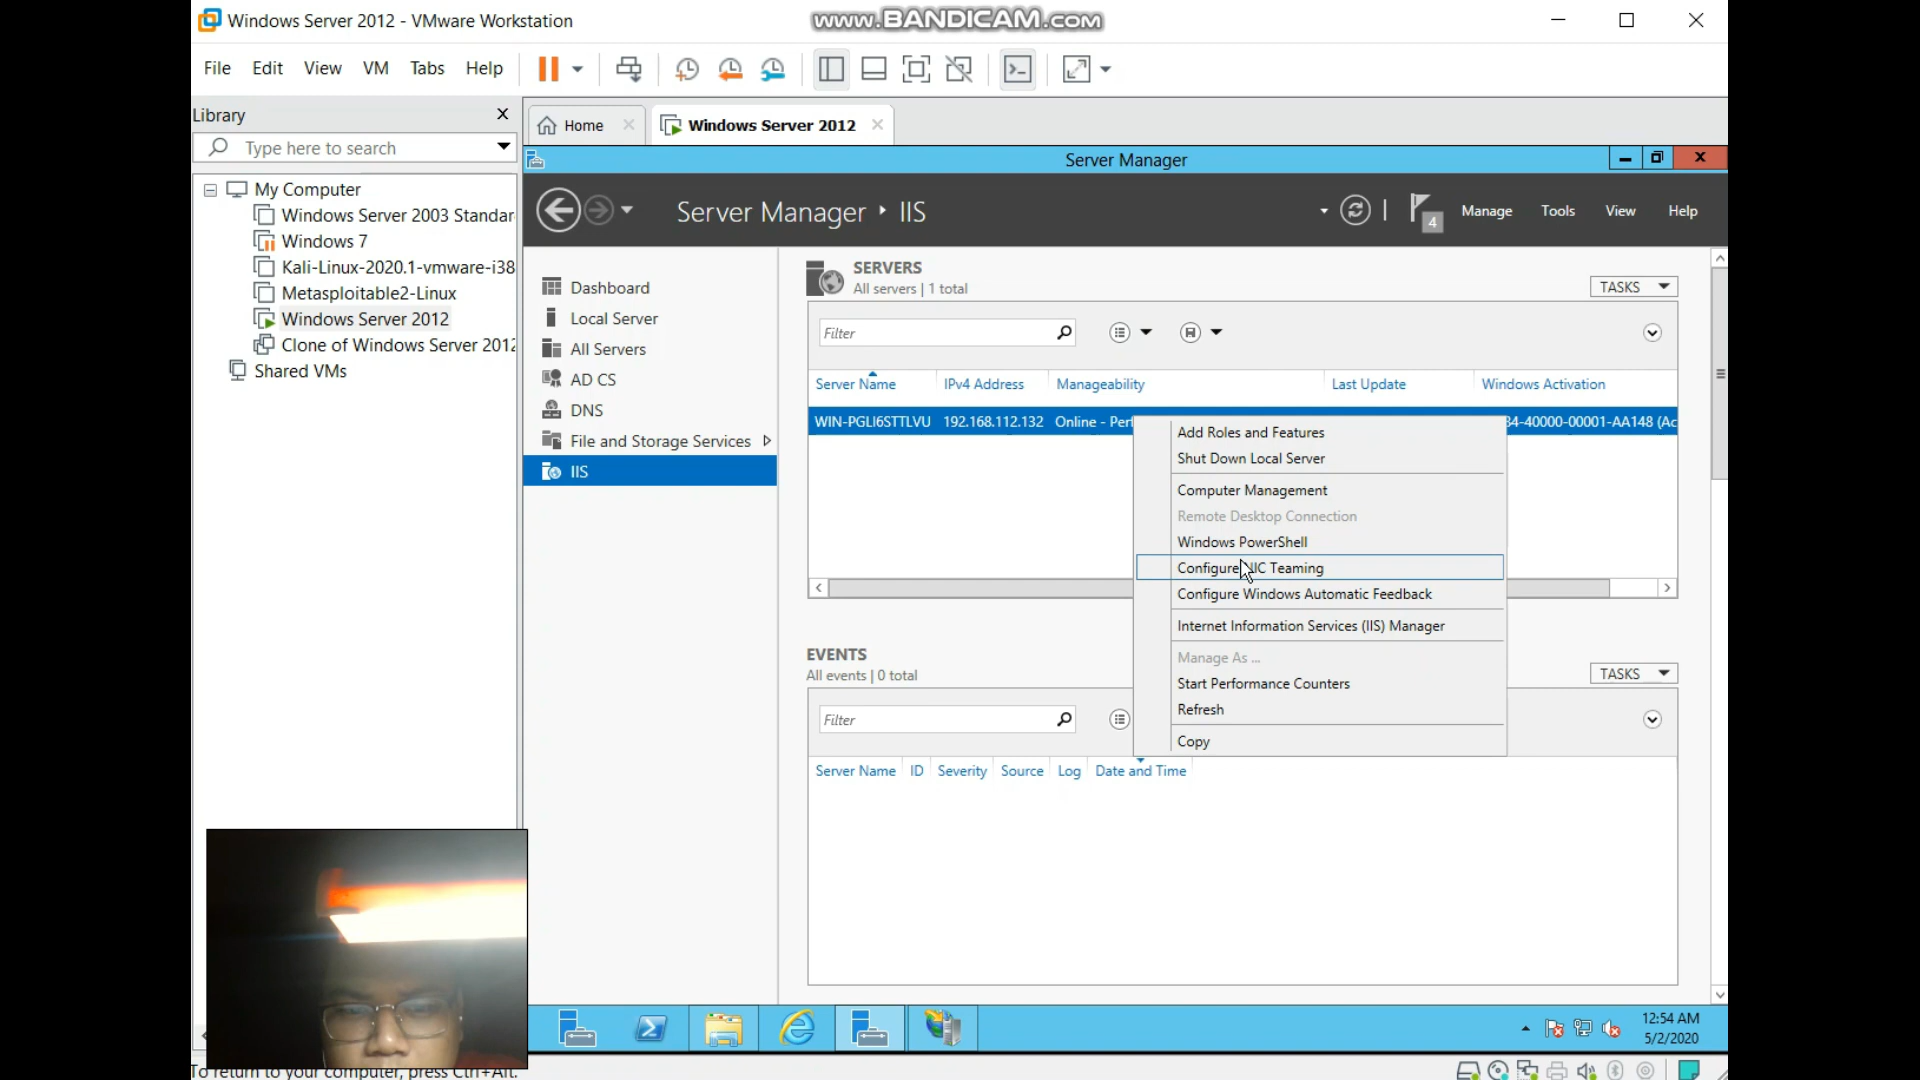 Windows Server 2012 - VMware Workstation
www.BANDICAM.com
File Edit View VM Tabs Help
Library
Type here to search
My Computer
Windows Server 2003 Standar
Windows 7
Kali-Linux-2020.1-vmware-i38
Metasploitable2-Linux
Windows Server 2012
Clone of Windows Server 2012
Shared VMs
Home
Windows Server 2012
Server Manager
Server Manager IIS
4
Manage Tools View Help
Dashboard
Local Server
All Servers
AD CS
DNS
File and Storage Services
IIS
SERVERS
All servers | 1 total
TASKS
Filter
Server Name IPv4 Address Manageability Last Update Windows Activation
WIN-PGLI6STTLVU 192.168.112.132 Online - Perf 34-40000-00001-AA148 (Ac
Add Roles and Features
Shut Down Local Server
Computer Management
Remote Desktop Connection
Windows PowerShell
Configure NIC Teaming
Configure Windows Automatic Feedback
Internet Information Services (IIS) Manager
Manage As ...
Start Performance Counters
Refresh
Copy
EVENTS
All events | 0 total
TASKS
Filter
Server Name ID Severity Source Log Date and Time
12:54 AM
5/2/2020
To return to your computer, press Ctrl+Alt.